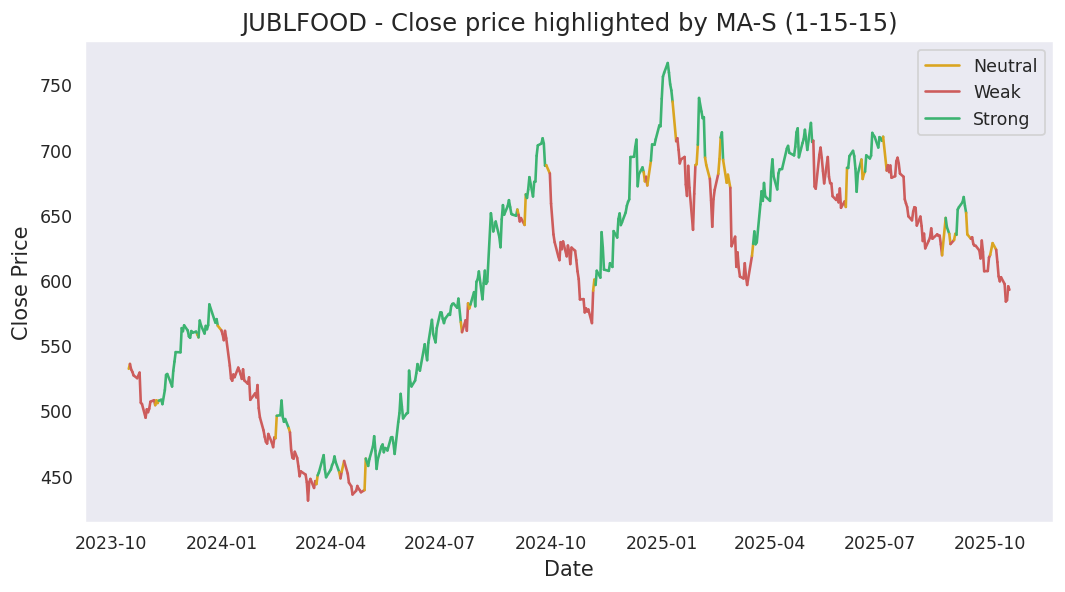 JUBLFOOD - Close price highlighted by MA-S (1-15-15)
Neutral
Weak
Strong
Close Price
750
700
650
600
550
500
450
2023-10 2024-01 2024-04 2024-07 2024-10 2025-01 2025-04 2025-07 2025-10
Date